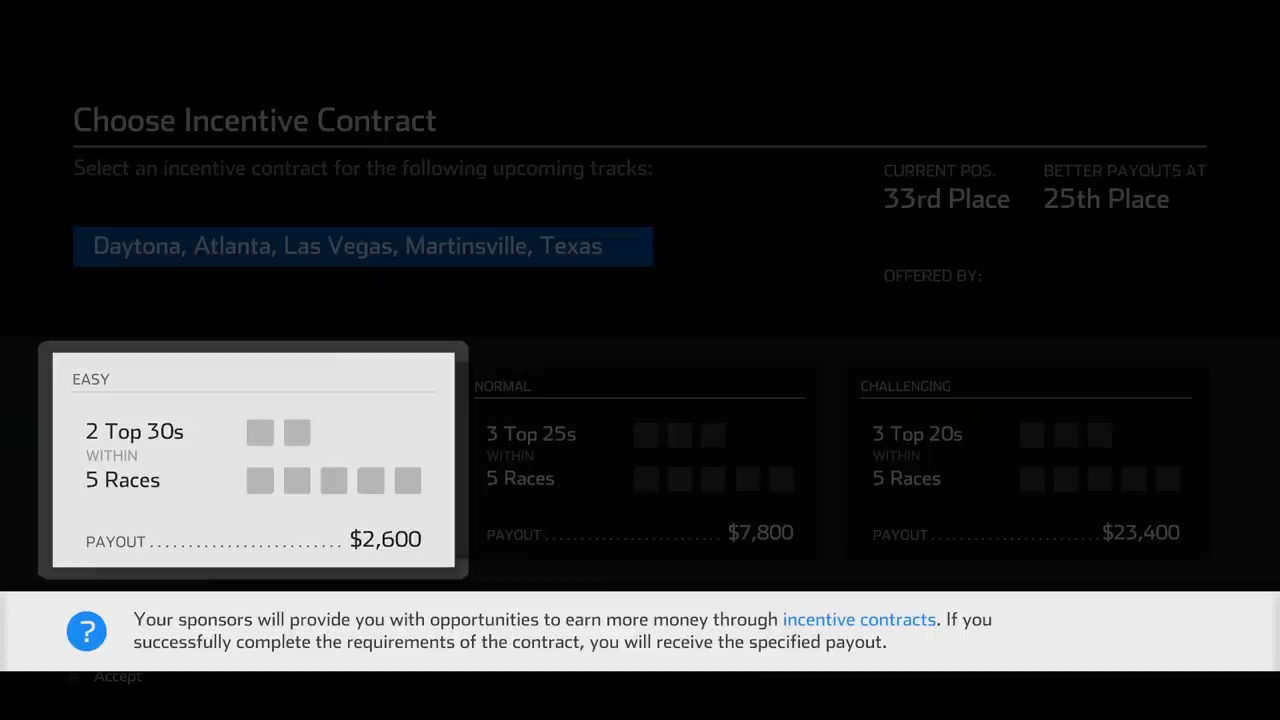 Choose Incentive Contract
Select an incentive contract for the following upcoming tracks:
CURRENT POS.
33rd Place
BETTER PAYOUTS AT
25th Place
Daytona, Atlanta, Las Vegas, Martinsville, Texas
OFFERED BY:
EASY
2 Top 30s
WITHIN
5 Races
PAYOUT ......................... $2,600
NORMAL
3 Top 25s
WITHIN
5 Races
PAYOUT ....................... $7,800
CHALLENGING
3 Top 20s
WITHIN
5 Races
PAYOUT ...................... $23,400
? Your sponsors will provide you with opportunities to earn more money through incentive contracts. If you
successfully complete the requirements of the contract, you will receive the specified payout.
Accept